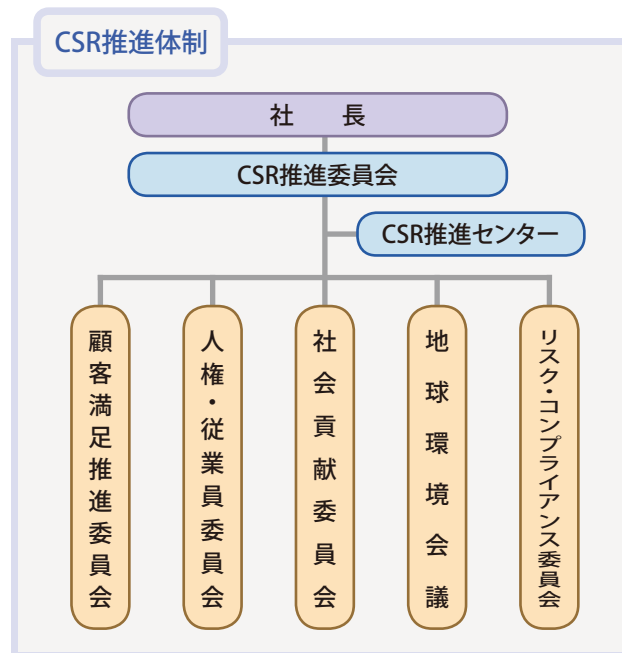 CSR推進体制
社　長
CSR推進委員会
CSR推進センター
顧客満足推進委員会
人権・従業員委員会
社会貢献委員会
地球環境会議
リスク・コンプライアンス委員会